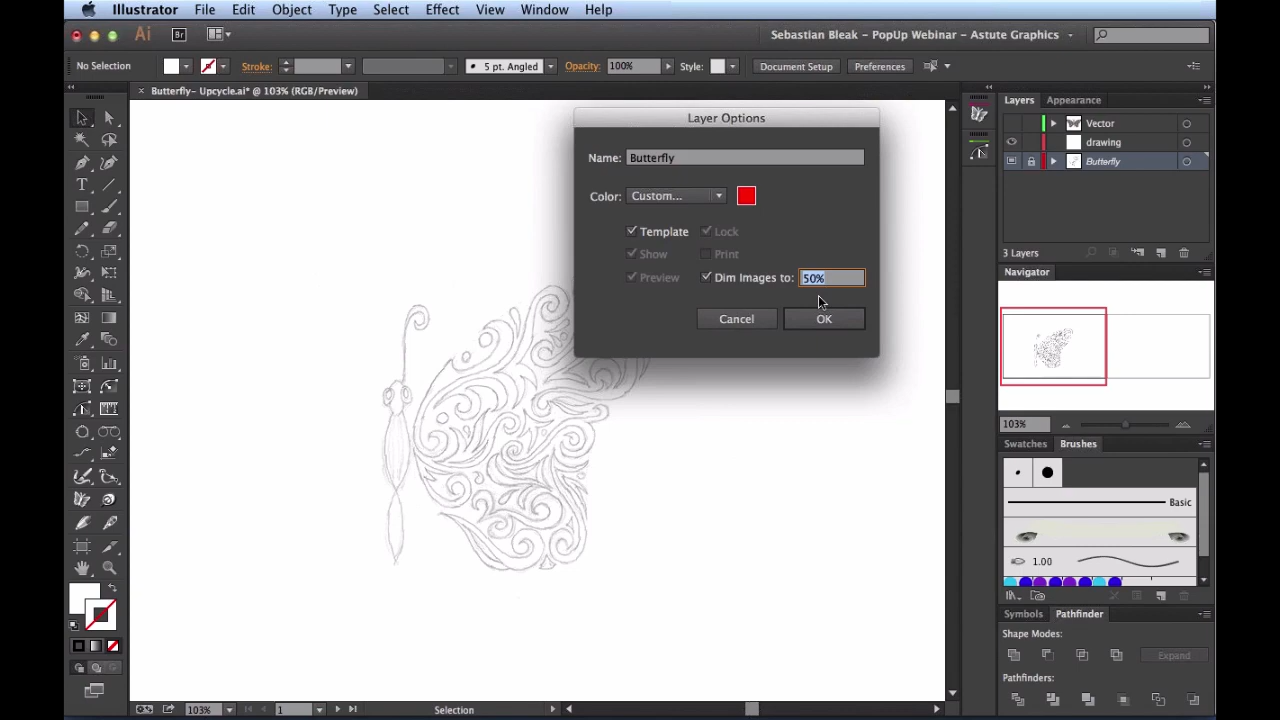 Illustrator File Edit Object Type Select Effect View Window Help
Ai Br Sebastian Bleak – PopUp Webinar – Astute Graphics
No Selection Stroke: 5 pt. Angled Opacity: 100% Style: Document Setup Preferences
Butterfly- Upcycle.ai* @ 103% (RGB/Preview)
Layers Appearance
Vector
drawing
Butterfly
3 Layers
Layer Options
Name: Butterfly
Color: Custom...
Template Lock
Show Print
Preview Dim Images to: 50%
Cancel OK
Navigator
103%
Swatches Brushes
Basic
1.00
Symbols Pathfinder
Shape Modes:
Expand
Pathfinders:
103% 1 Selection